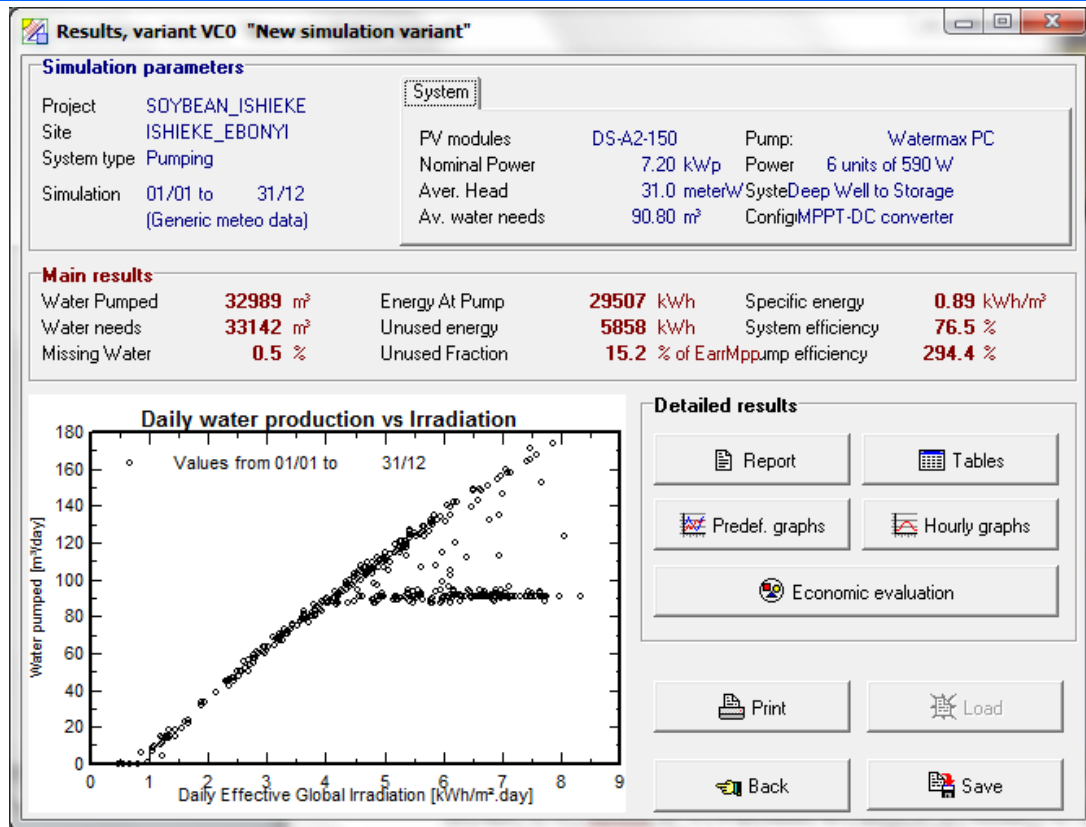 Results, variant VC0 "New simulation variant"
Simulation parameters
Project SOYBEAN_ISHIEKE
Site ISHIEKE_EBONYI
System type Pumping
Simulation 01/01 to 31/12
(Generic meteo data)
System
PV modules DS-A2-150 Pump: Watermax PC
Nominal Power 7.20 kWp Power 6 units of 590 W
Aver. Head 31.0 meterW SysteDeep Well to Storage
Av. water needs 90.80 m³ ConfigMPPT-DC converter
Main results
Water Pumped 32989 m³ Energy At Pump 29507 kWh Specific energy 0.89 kWh/m³
Water needs 33142 m³ Unused energy 5858 kWh System efficiency 76.5 %
Missing Water 0.5 % Unused Fraction 15.2 % of EarrMpp.ump efficiency 294.4 %
Daily water production vs Irradiation
Values from 01/01 to 31/12
Water pumped [m³/day]
180
160
140
120
100
80
60
40
20
0
0 1 2 3 4 5 6 7 8 9
Daily Effective Global Irradiation [kWh/m².day]
Detailed results
Report Tables
Predef. graphs Hourly graphs
Economic evaluation
Print Load
Back Save